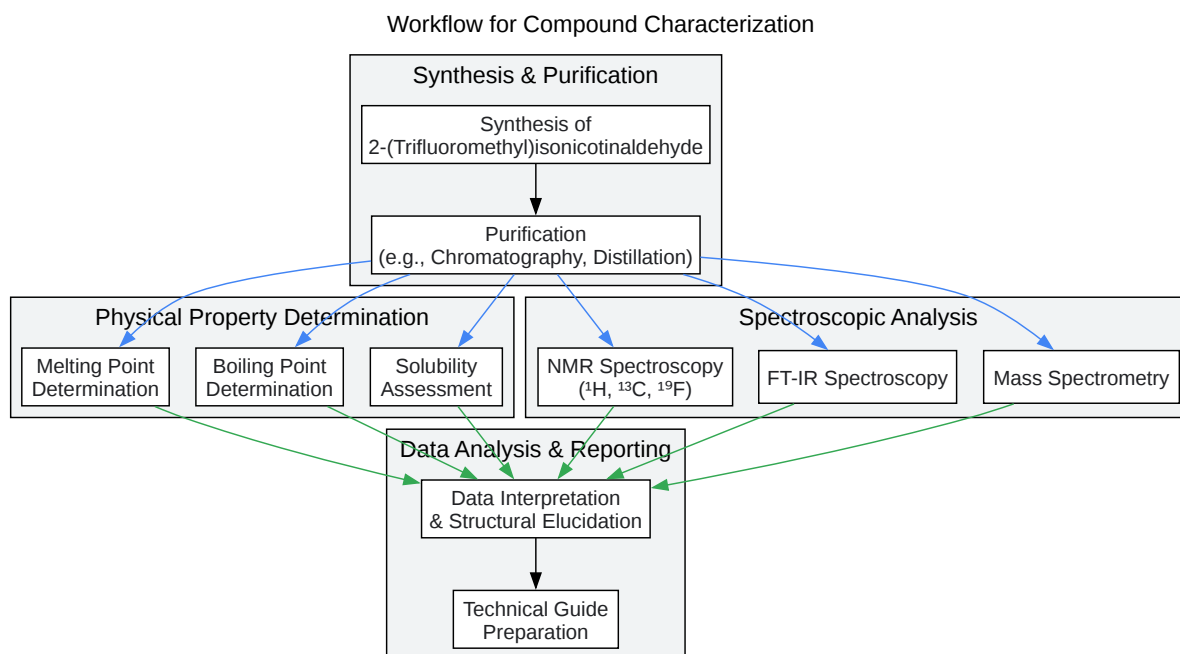 Workflow for Compound Characterization
Synthesis & Purification
Synthesis of
2-(Trifluoromethyl)isonicotinaldehyde
Purification
(e.g., Chromatography, Distillation)
Physical Property Determination
Melting Point
Determination
Boiling Point
Determination
Solubility
Assessment
Spectroscopic Analysis
NMR Spectroscopy
(¹H, ¹³C, ¹⁹F)
FT-IR Spectroscopy
Mass Spectrometry
Data Analysis & Reporting
Data Interpretation
& Structural Elucidation
Technical Guide
Preparation